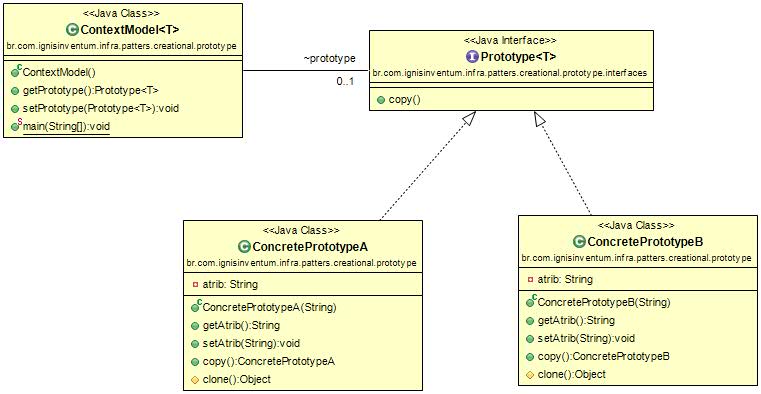 <<Java Class>>
ContextModel<T>
br.com.ignisinventum.infra.patters.creational.prototype
ContextModel()
getPrototype():Prototype<T>
setPrototype(Prototype<T>):void
main(String[]):void
~prototype
0..1
<<Java Interface>>
Prototype<T>
br.com.ignisinventum.infra.patters.creational.prototype.interfaces
copy()
<<Java Class>>
ConcretePrototypeA
br.com.ignisinventum.infra.patters.creational.prototype
atrib: String
ConcretePrototypeA(String)
getAtrib():String
setAtrib(String):void
copy():ConcretePrototypeA
clone():Object
<<Java Class>>
ConcretePrototypeB
br.com.ignisinventum.infra.patters.creational.prototype
atrib: String
ConcretePrototypeB(String)
getAtrib():String
setAtrib(String):void
copy():ConcretePrototypeB
clone():Object